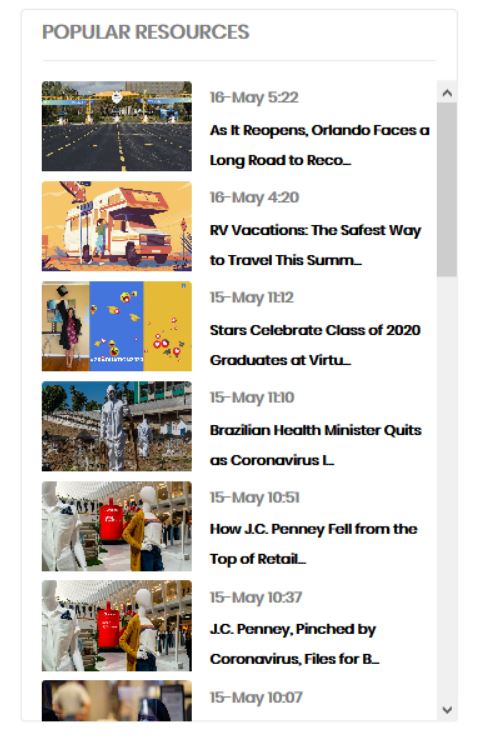 POPULAR RESOURCES
16-May 5:22
As It Reopens, Orlando Faces a
Long Road to Reco...
16-May 4:20
RV Vacations: The Safest Way
to Travel This Summ...
15-May 11:12
Stars Celebrate Class of 2020
Graduates at Virtu...
#GRADUATION2020
15-May 11:10
Brazilian Health Minister Quits
as Coronavirus I...
15-May 10:51
How J.C. Penney Fell from the
Top of Retail...
15-May 10:37
J.C. Penney, Pinched by
Coronavirus, Files for B...
15-May 10:07